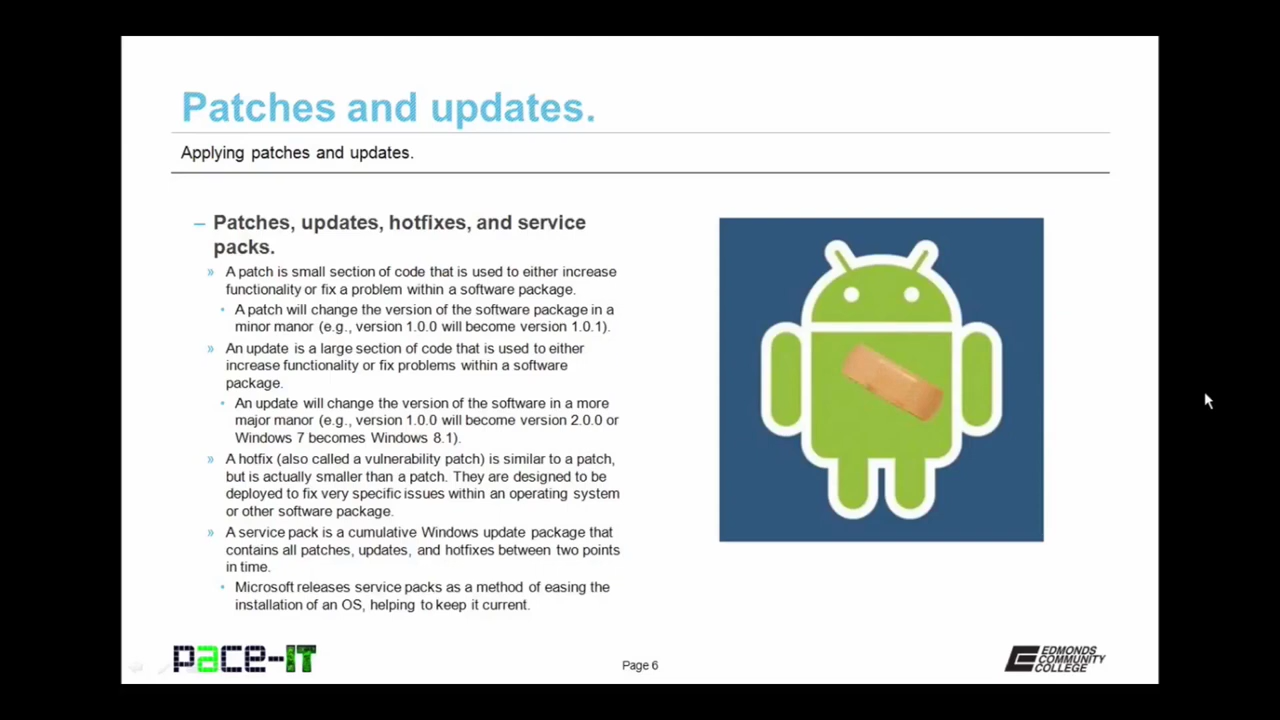 Patches and updates.
Applying patches and updates.
– Patches, updates, hotfixes, and service
packs.
» A patch is small section of code that is used to either increase
functionality or fix a problem within a software package.
• A patch will change the version of the software package in a
minor manor (e.g., version 1.0.0 will become version 1.0.1).
» An update is a large section of code that is used to either
increase functionality or fix problems within a software
package.
• An update will change the version of the software in a more
major manor (e.g., version 1.0.0 will become version 2.0.0 or
Windows 7 becomes Windows 8.1).
» A hotfix (also called a vulnerability patch) is similar to a patch,
but is actually smaller than a patch. They are designed to be
deployed to fix very specific issues within an operating system
or other software package.
» A service pack is a cumulative Windows update package that
contains all patches, updates, and hotfixes between two points
in time.
• Microsoft releases service packs as a method of easing the
installation of an OS, helping to keep it current.
pace-IT
Page 6
EDMONDS
COMMUNITY
COLLEGE